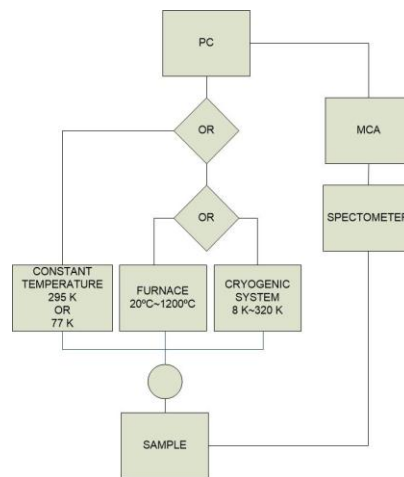 PC
OR
MCA
OR
SPECTOMETER
CONSTANT
TEMPERATURE
295 K
OR
77 K
FURNACE
20ºC~1200ºC
CRYOGENIC
SYSTEM
8 K~320 K
SAMPLE